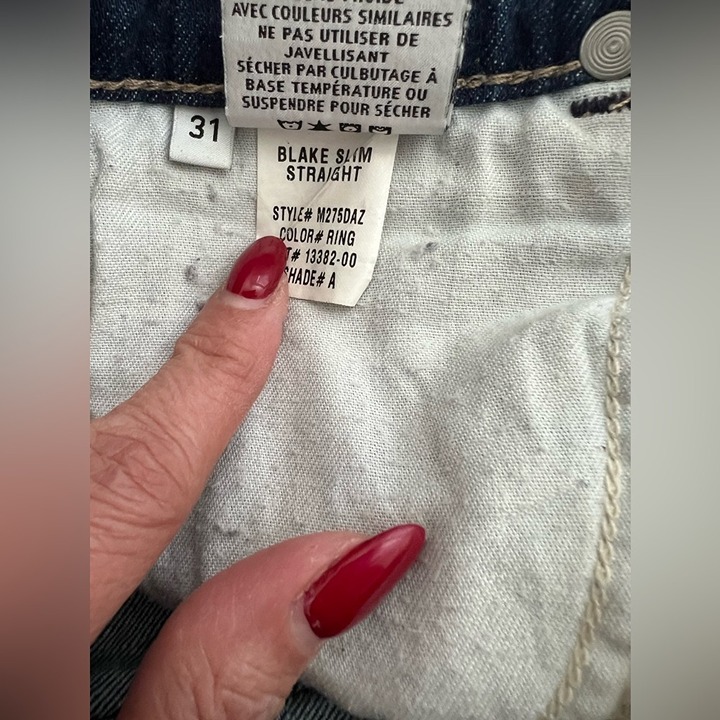 AVEC COULEURS SIMILAIRES
NE PAS UTILISER DE
JAVELLISANT
SÉCHER PAR CULBUTAGE À
BASE TEMPÉRATURE OU
SUSPENDRE POUR SÉCHER
31
BLAKE SLIM
STRAIGHT
STYLE# M275DAZ
COLOR# RING
T# 13382-00
SHADE# A